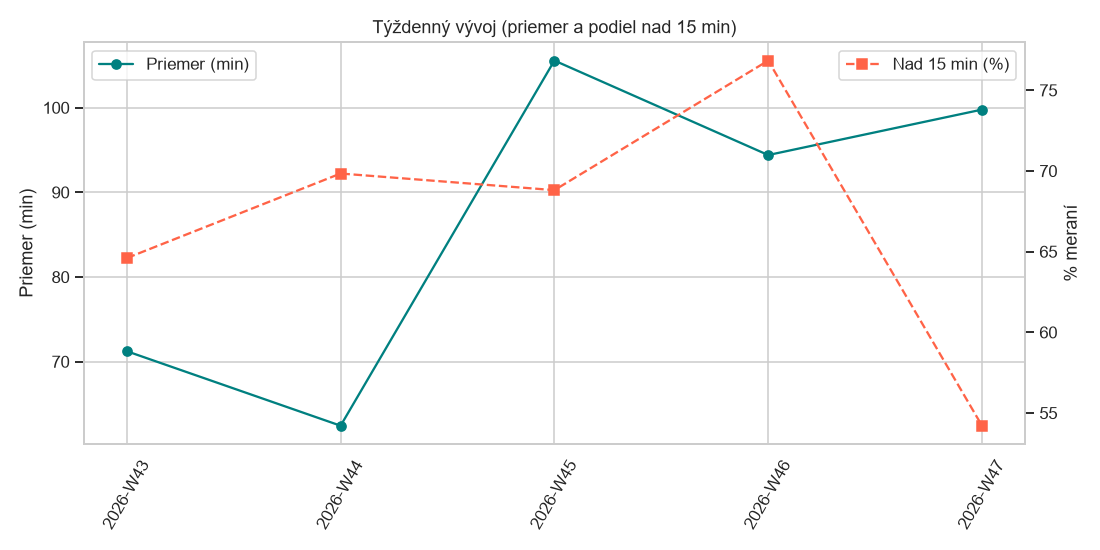 Týždenný vývoj (priemer a podiel nad 15 min)
Priemer (min)
Nad 15 min (%)
Priemer (min)
100
90
80
70
% meraní
75
70
65
60
55
2026-W43
2026-W44
2026-W45
2026-W46
2026-W47